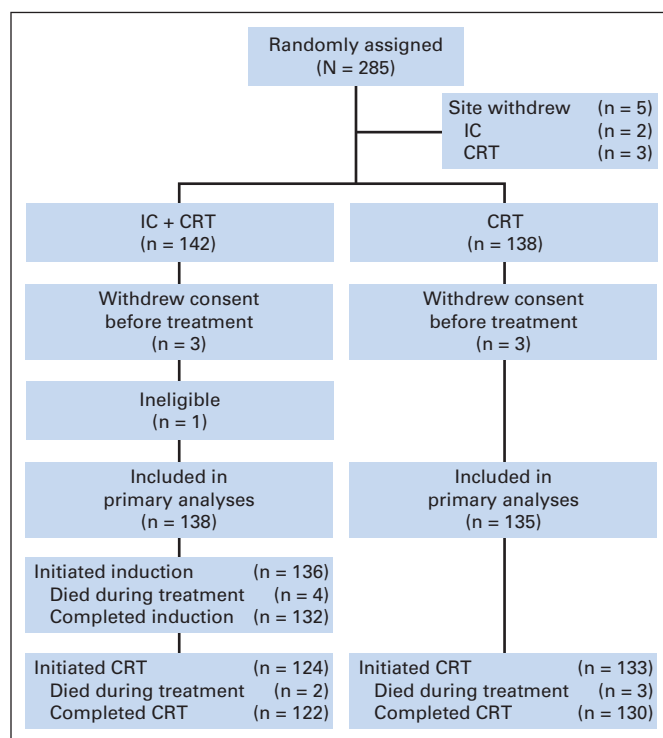 Randomly assigned
(N = 285)
Site withdrew (n = 5)
IC (n = 2)
CRT (n = 3)
IC + CRT
(n = 142)
CRT
(n = 138)
Withdrew consent
before treatment
(n = 3)
Withdrew consent
before treatment
(n = 3)
Ineligible
(n = 1)
Included in
primary analyses
(n = 138)
Included in
primary analyses
(n = 135)
Initiated induction (n = 136)
Died during treatment (n = 4)
Completed induction (n = 132)
Initiated CRT (n = 124)
Died during treatment (n = 2)
Completed CRT (n = 122)
Initiated CRT (n = 133)
Died during treatment (n = 3)
Completed CRT (n = 130)